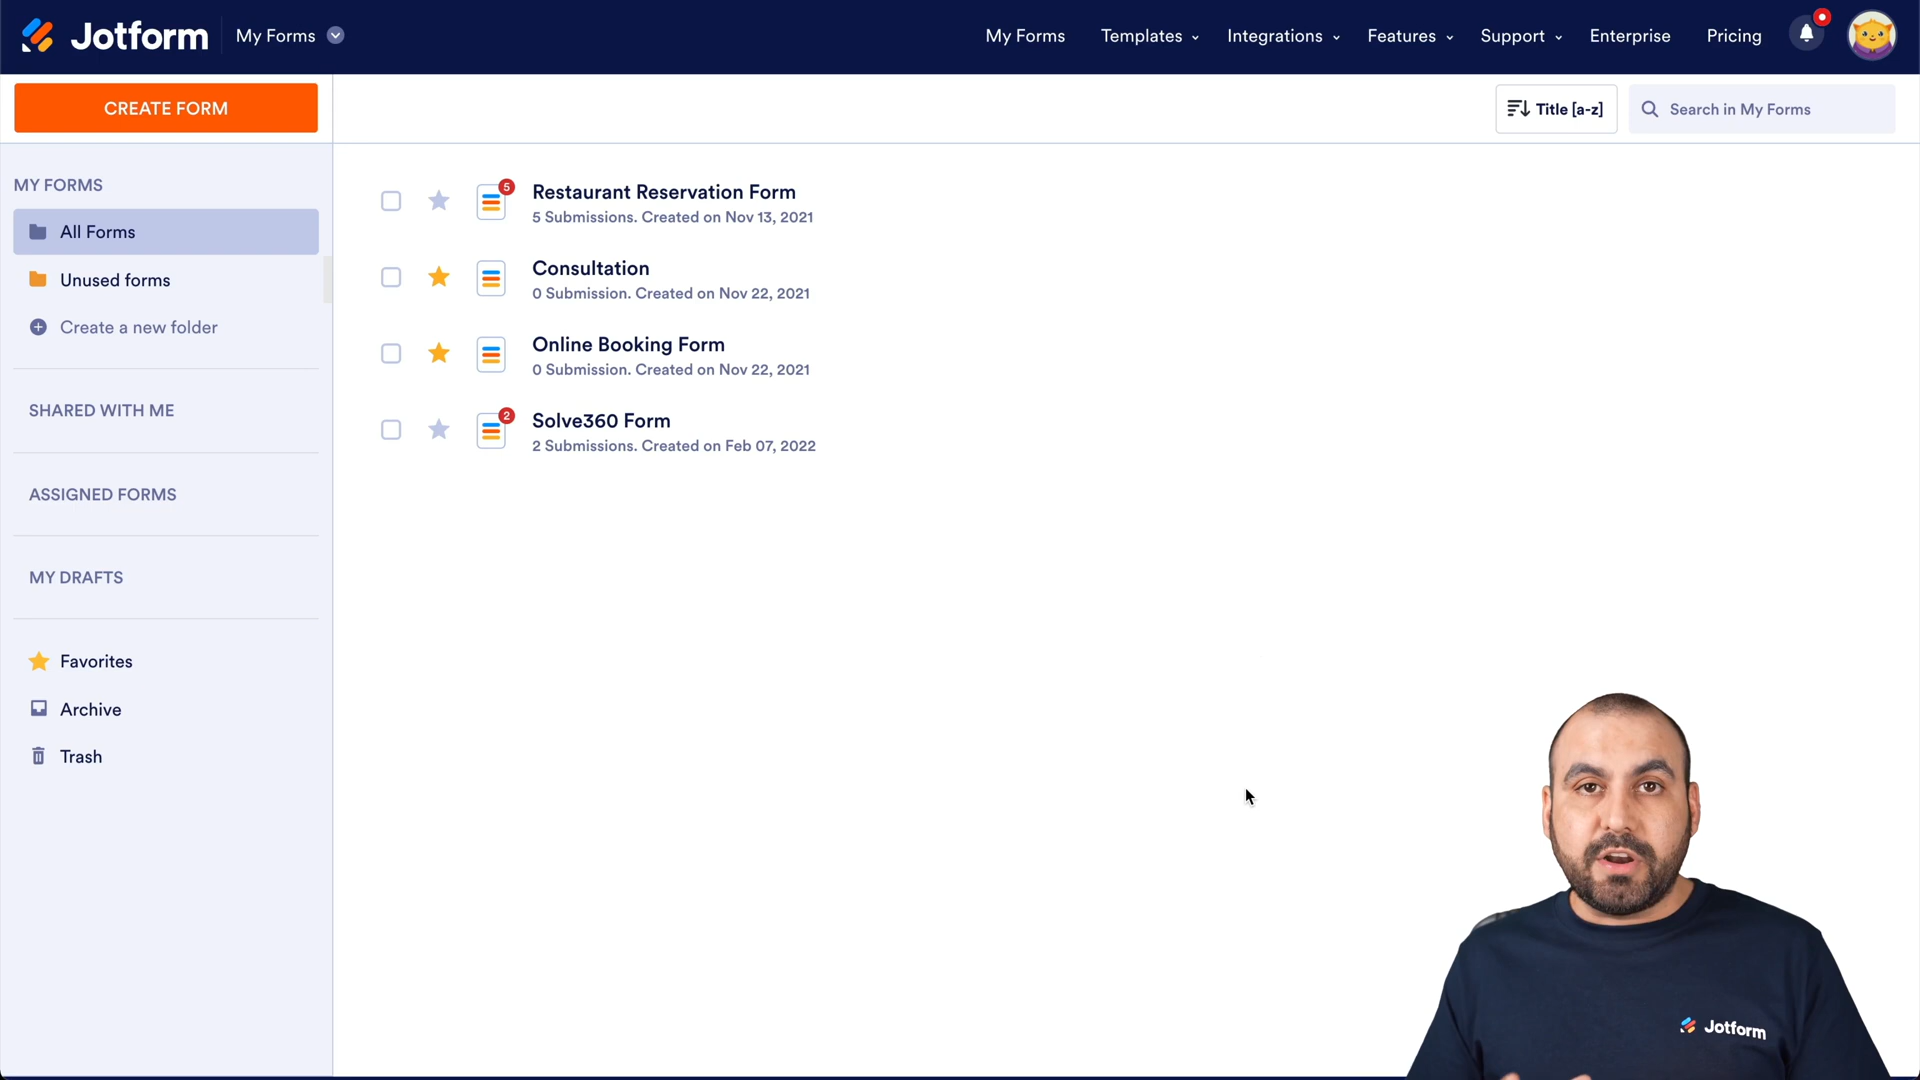 Jotform
My Forms
My Forms
Templates
Integrations
Features
Support
Enterprise
Pricing
CREATE FORM
Title [a-z]
Search in My Forms
MY FORMS
All Forms
Unused forms
Create a new folder
SHARED WITH ME
ASSIGNED FORMS
MY DRAFTS
Favorites
Archive
Trash
5
Restaurant Reservation Form
5 Submissions. Created on Nov 13, 2021
Consultation
0 Submission. Created on Nov 22, 2021
Online Booking Form
0 Submission. Created on Nov 22, 2021
2
Solve360 Form
2 Submissions. Created on Feb 07, 2022
Jotform